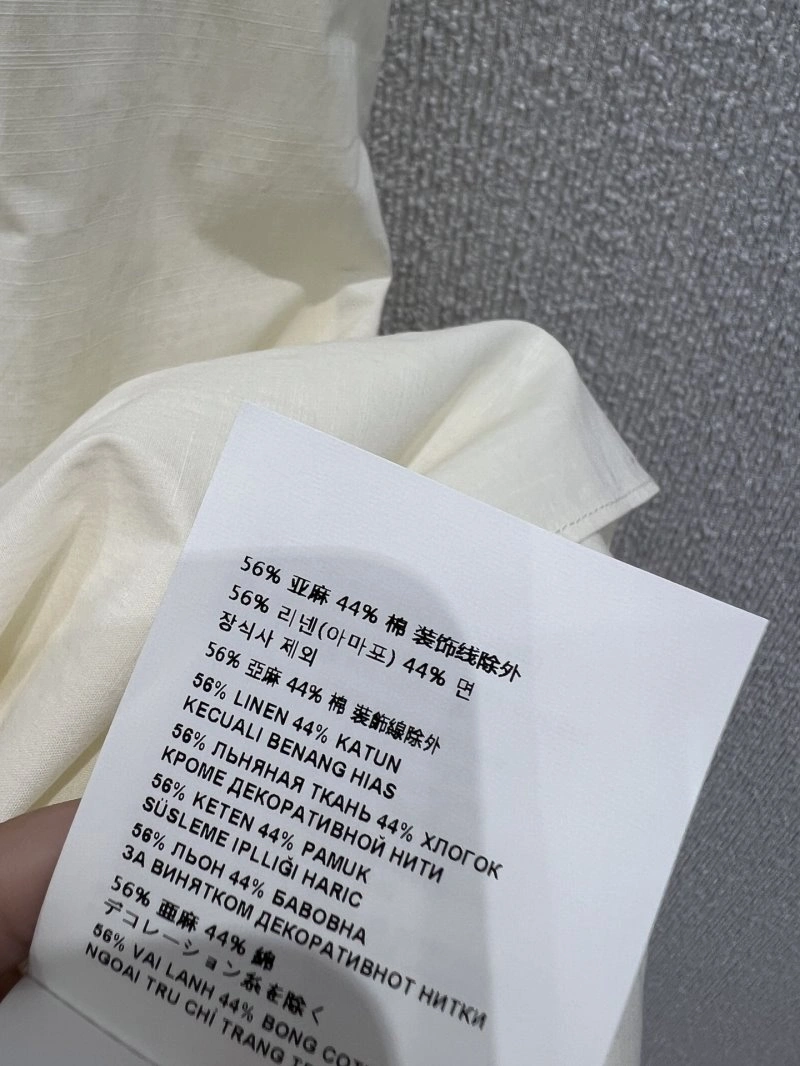 56% 亚麻 44% 棉 装饰线除外
56% 리넨(아마포) 44% 면
장식사 제외
56% 亞麻 44% 棉 装飾線除外
56% LINEN 44% KATUN
KECUALI BENANG HIAS
56% ЛЬНЯНАЯ ТКАНЬ 44% ХЛОГОК
КРОМЕ ДЕКОРАТИВНОЙ НИТИ
56% KETEN 44% PAMUK
SÜSLEME IPLLIĞI HARIC
56% ЛЬОН 44% БАВОВНА
ЗА ВИНЯТКОМ ДЕКОРАТИВНОТ НИТКИ
56% 亜麻 44% 綿
デコレーション糸を除く
56% VAI LANH 44% BONG
NGOAI TRU CHỈ TRANG